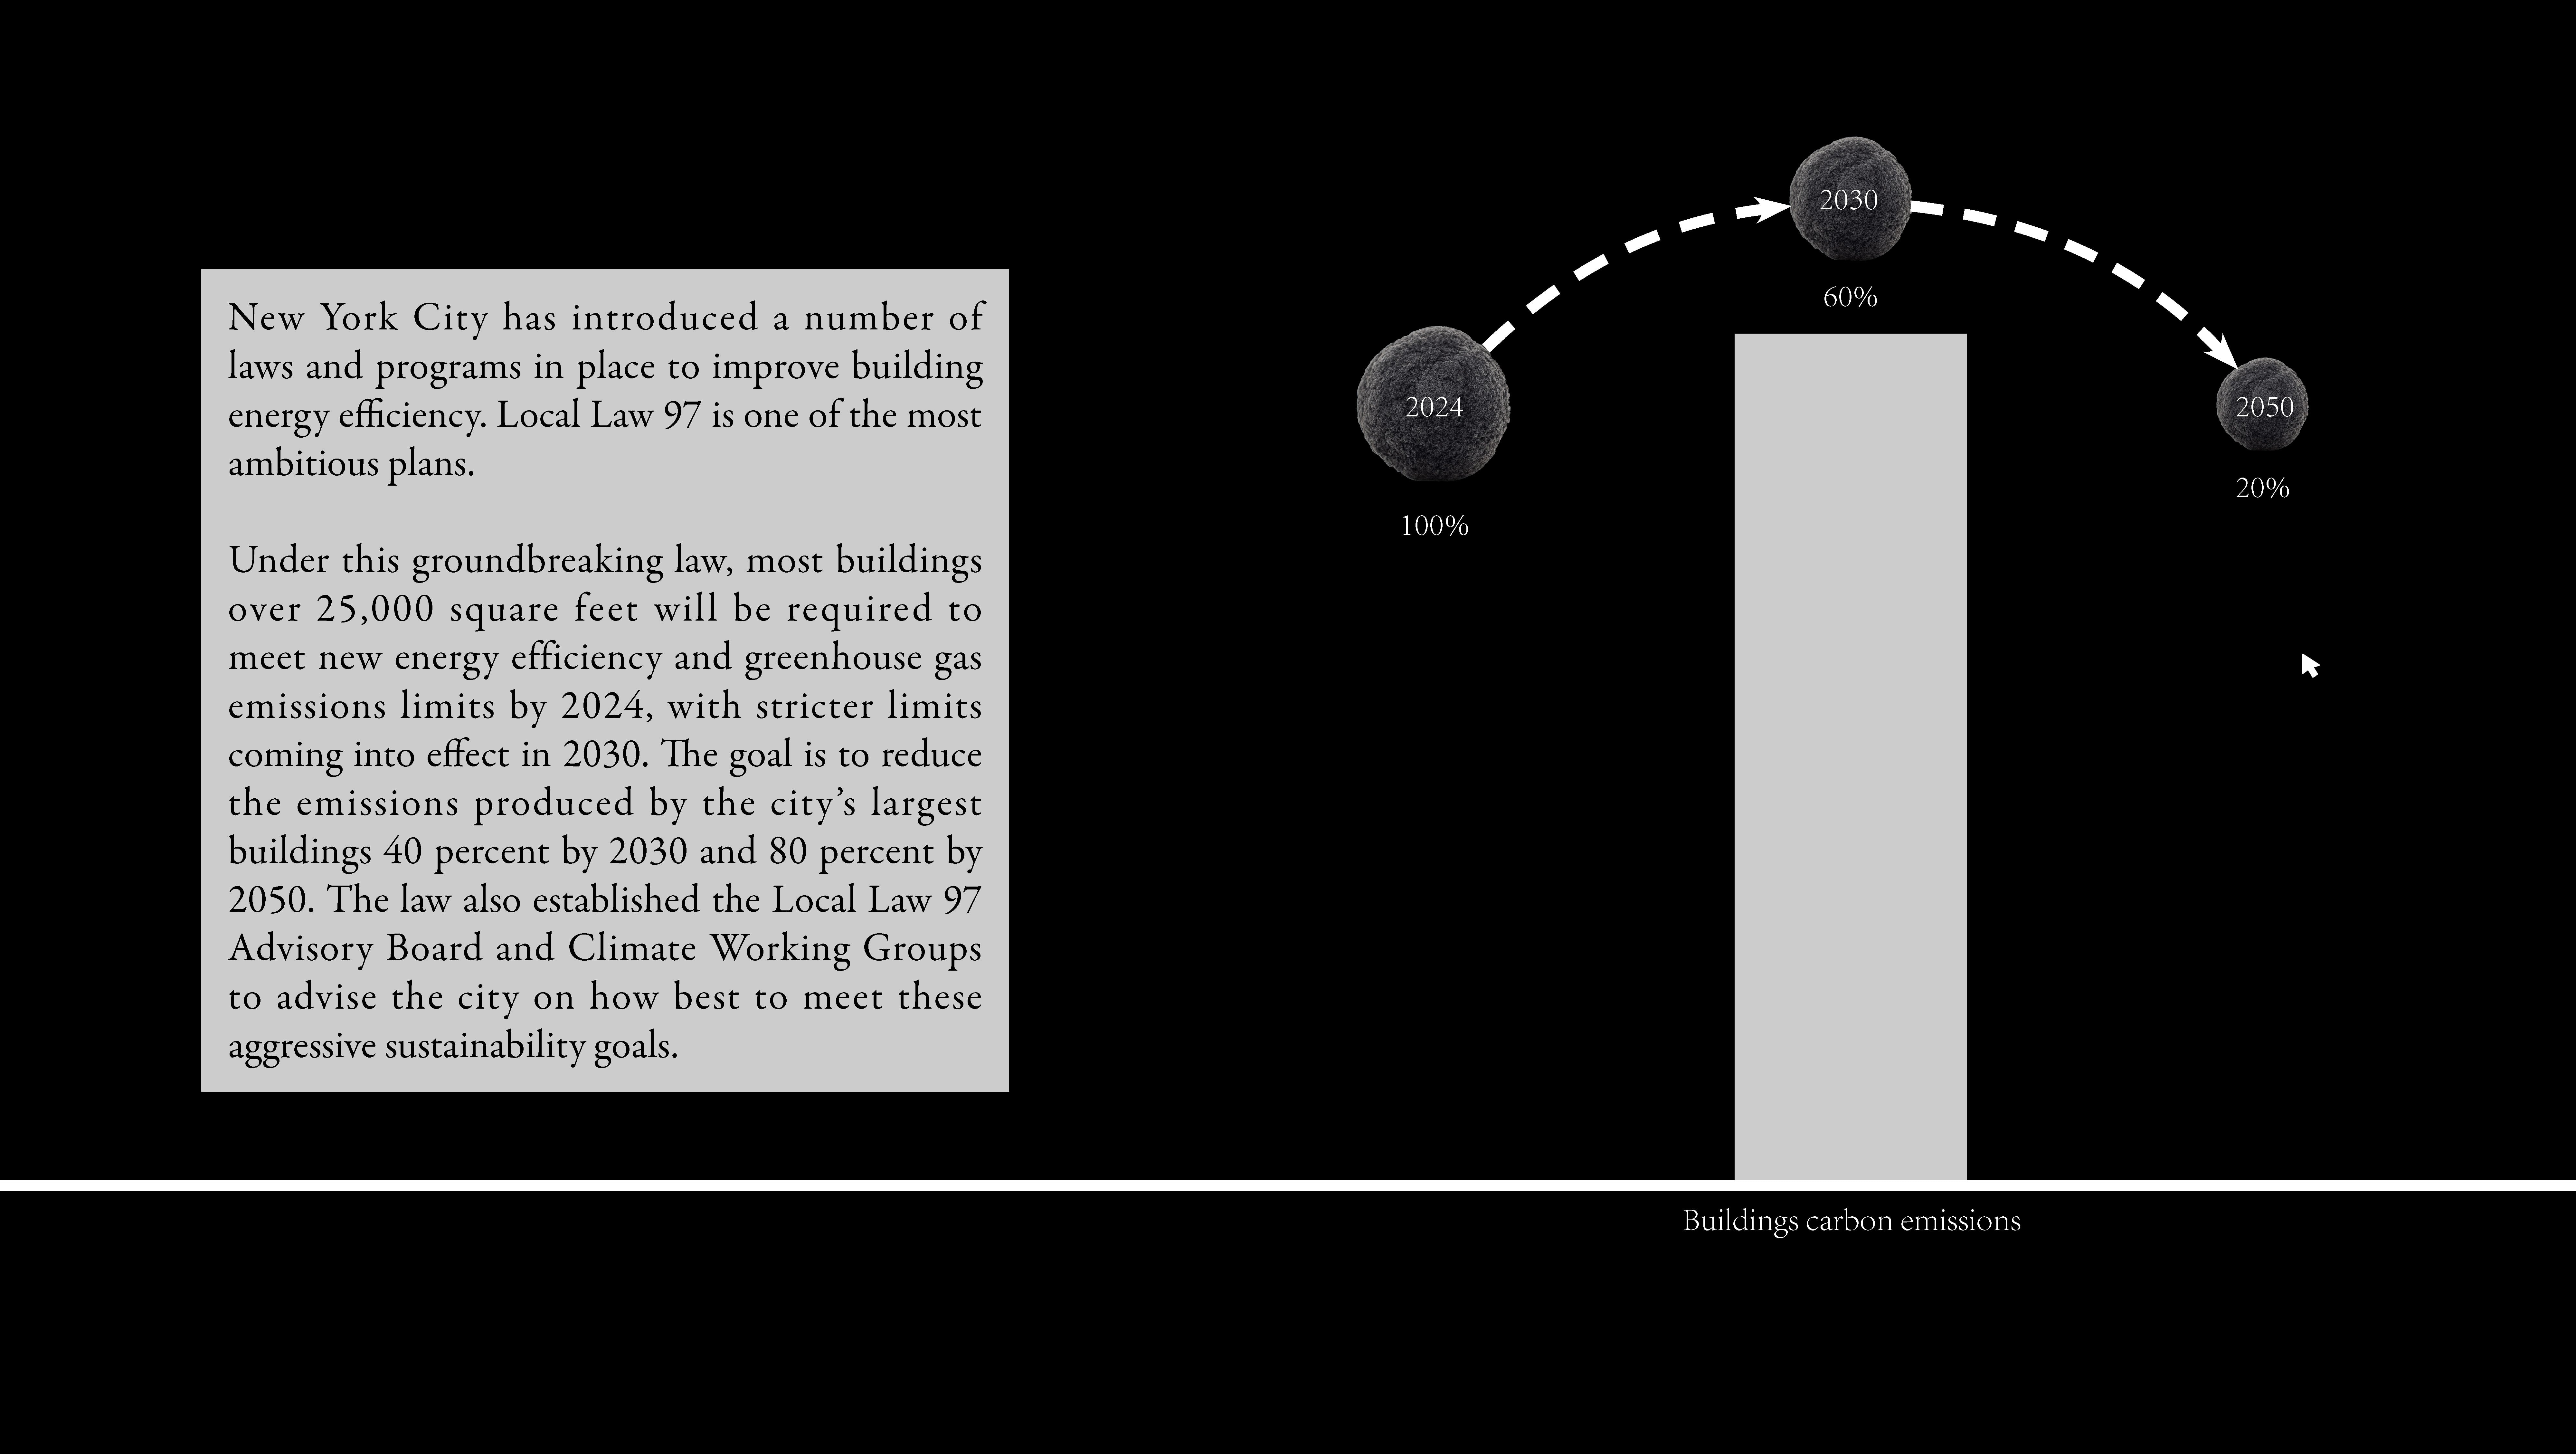 New York City has introduced a number of
laws and programs in place to improve building
energy efficiency. Local Law 97 is one of the most
ambitious plans.
Under this groundbreaking law, most buildings
over 25,000 square feet will be required to
meet new energy efficiency and greenhouse gas
emissions limits by 2024, with stricter limits
coming into effect in 2030. The goal is to reduce
the emissions produced by the city’s largest
buildings 40 percent by 2030 and 80 percent by
2050. The law also established the Local Law 97
Advisory Board and Climate Working Groups
to advise the city on how best to meet these
aggressive sustainability goals.
2024
100%
2030
60%
2050
20%
Buildings carbon emissions